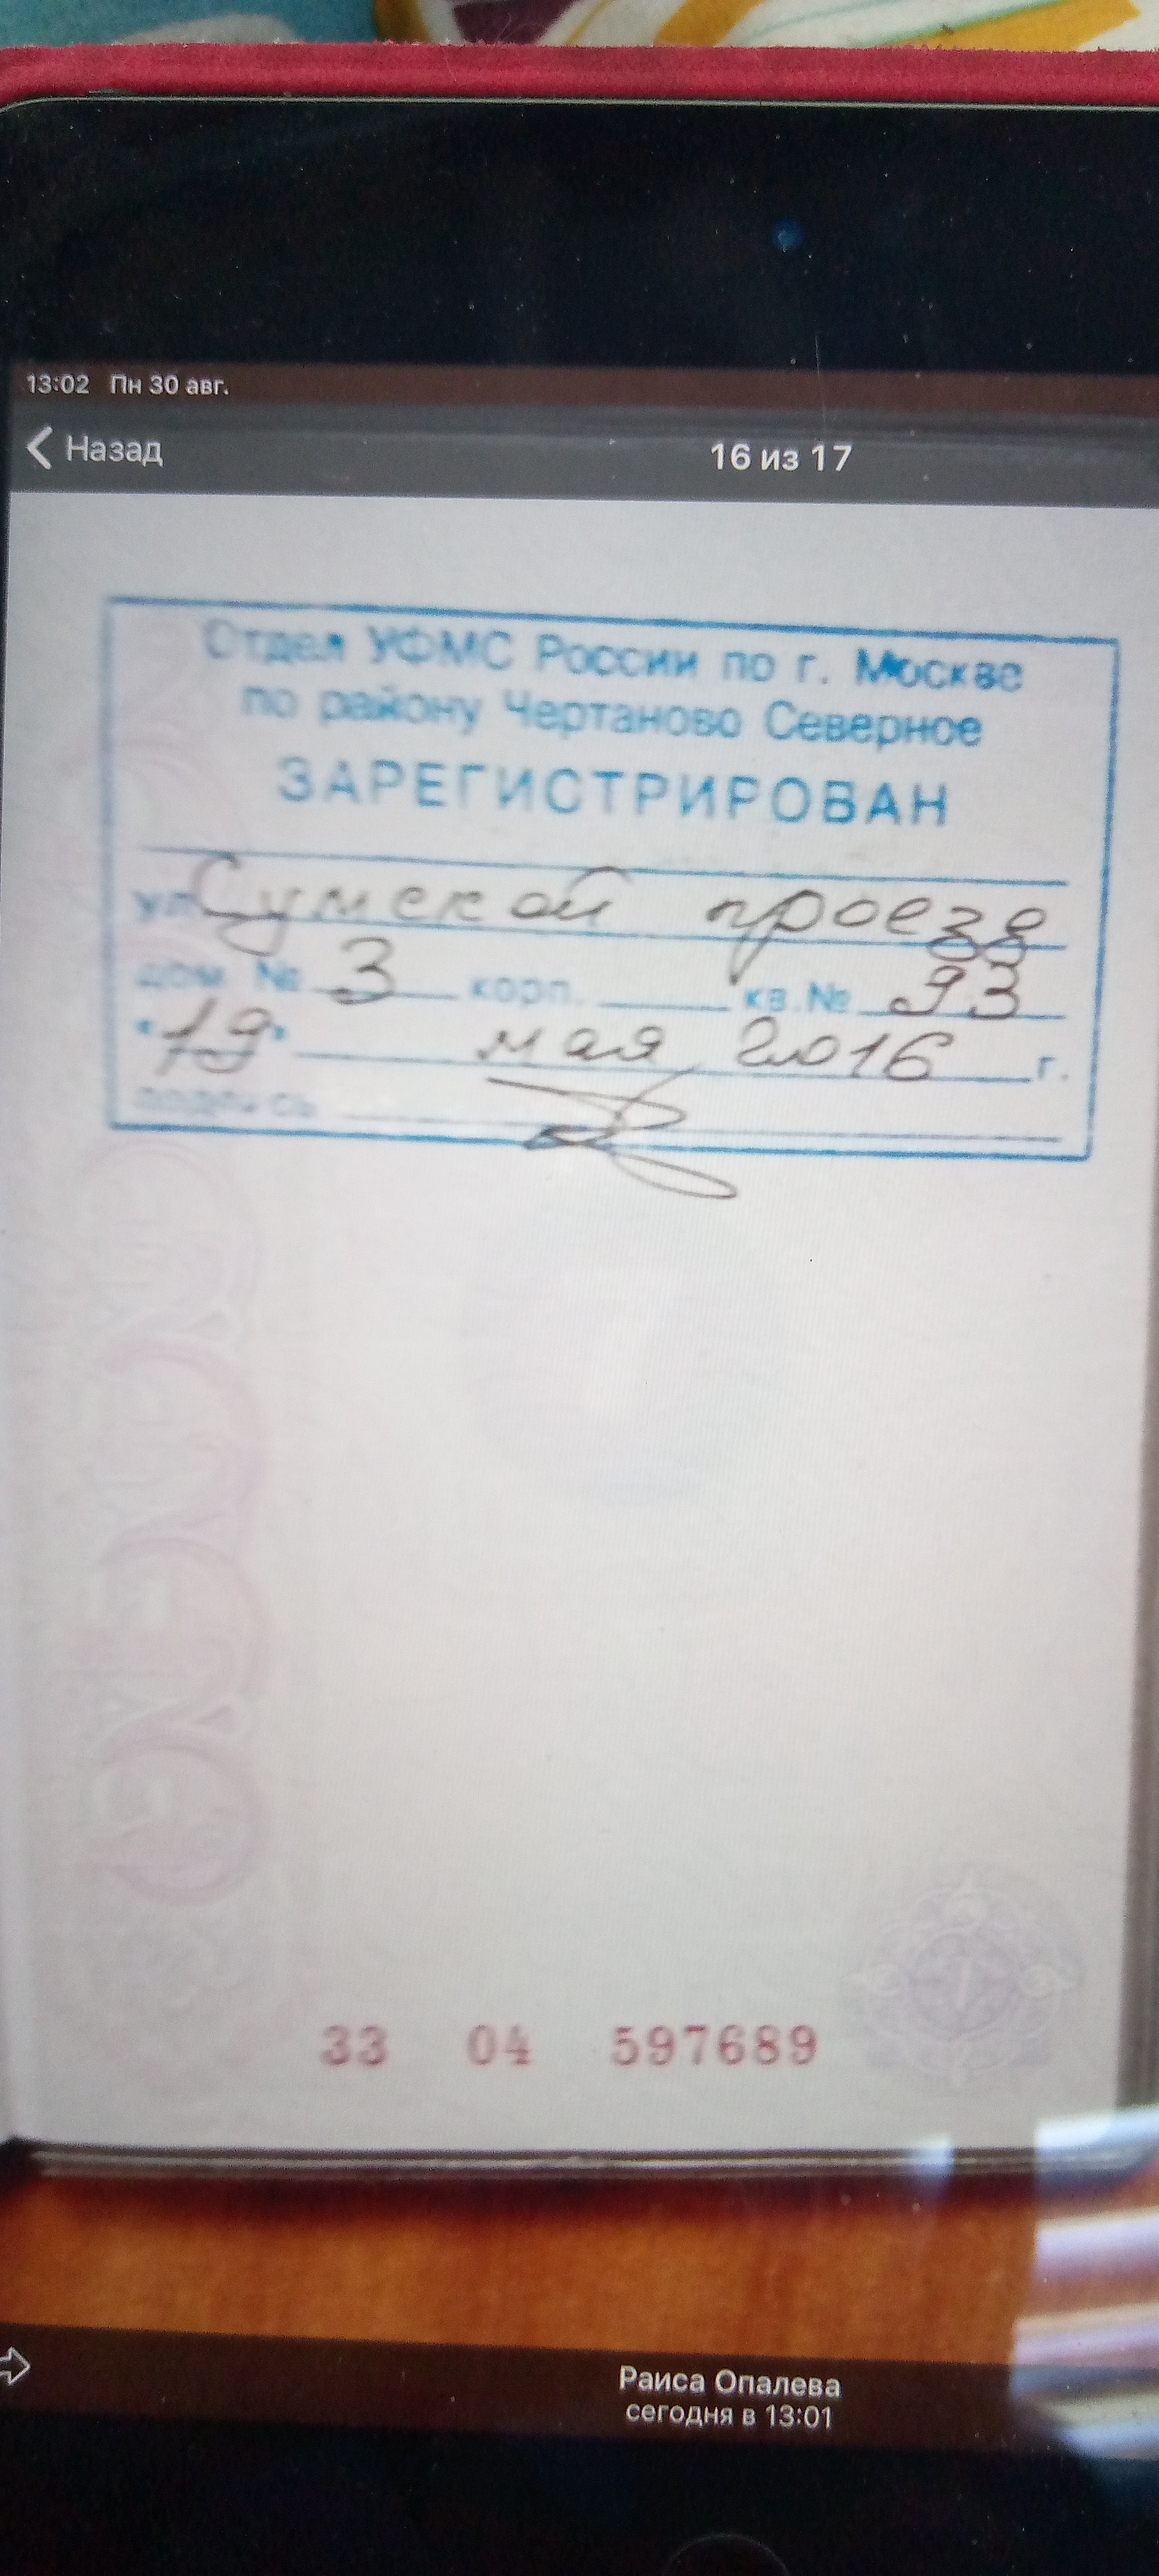 13:02 Пн 30 авг.
Назад 16 из 17
Отдел УФМС России по г. Москве
по району Чертаново Северное
ЗАРЕГИСТРИРОВАН
ул Сумской проезд
дом № 3 корп. кв. № 93
"19" мая 2016 г.
подпись
33 04 597689
Раиса Опалева
сегодня в 13:01